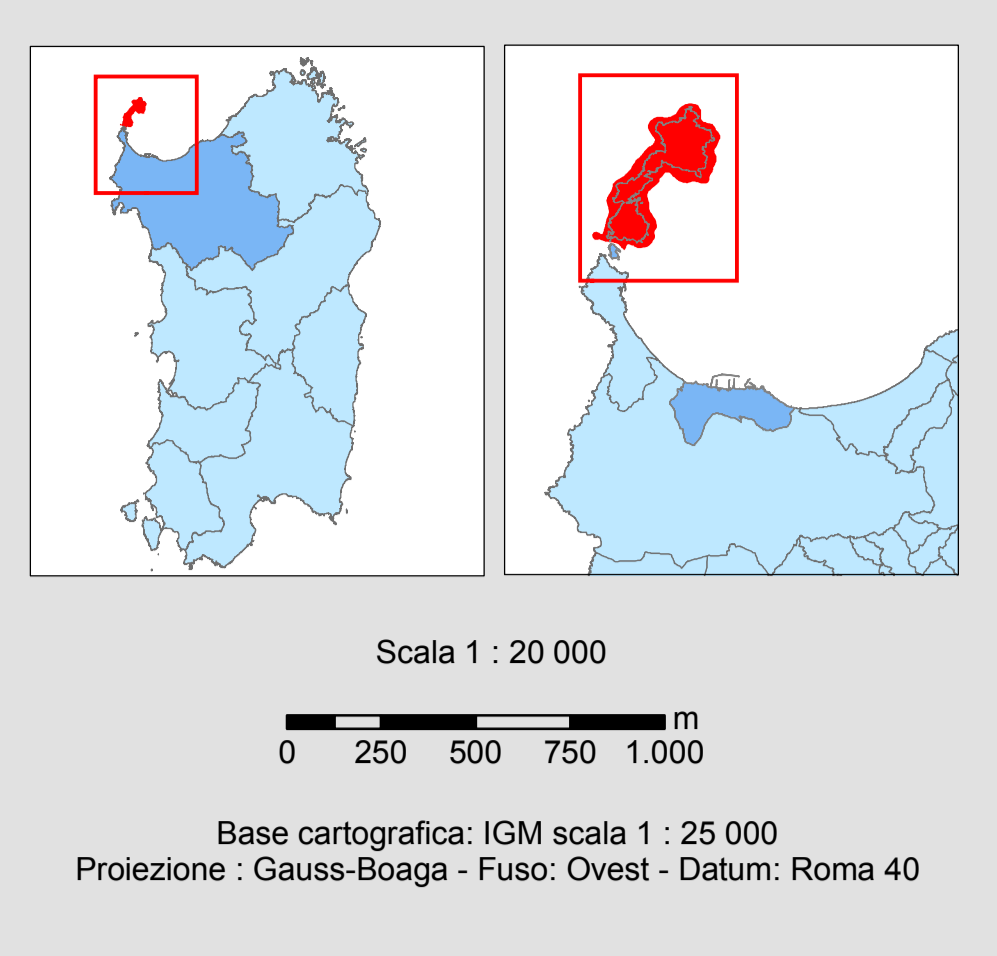 Scala 1 : 20 000
m
0 250 500 750 1.000
Base cartografica: IGM scala 1 : 25 000
Proiezione : Gauss-Boaga - Fuso: Ovest - Datum: Roma 40